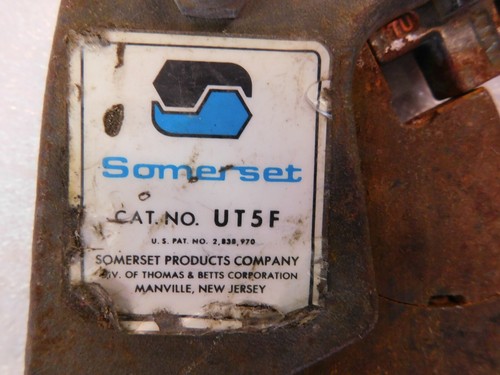 TU
Somerset
CAT. NO. UT5F
U.S. PAT. NO. 2,838,970
SOMERSET PRODUCTS COMPANY
DIV. OF THOMAS & BETTS CORPORATION
MANVILLE, NEW JERSEY